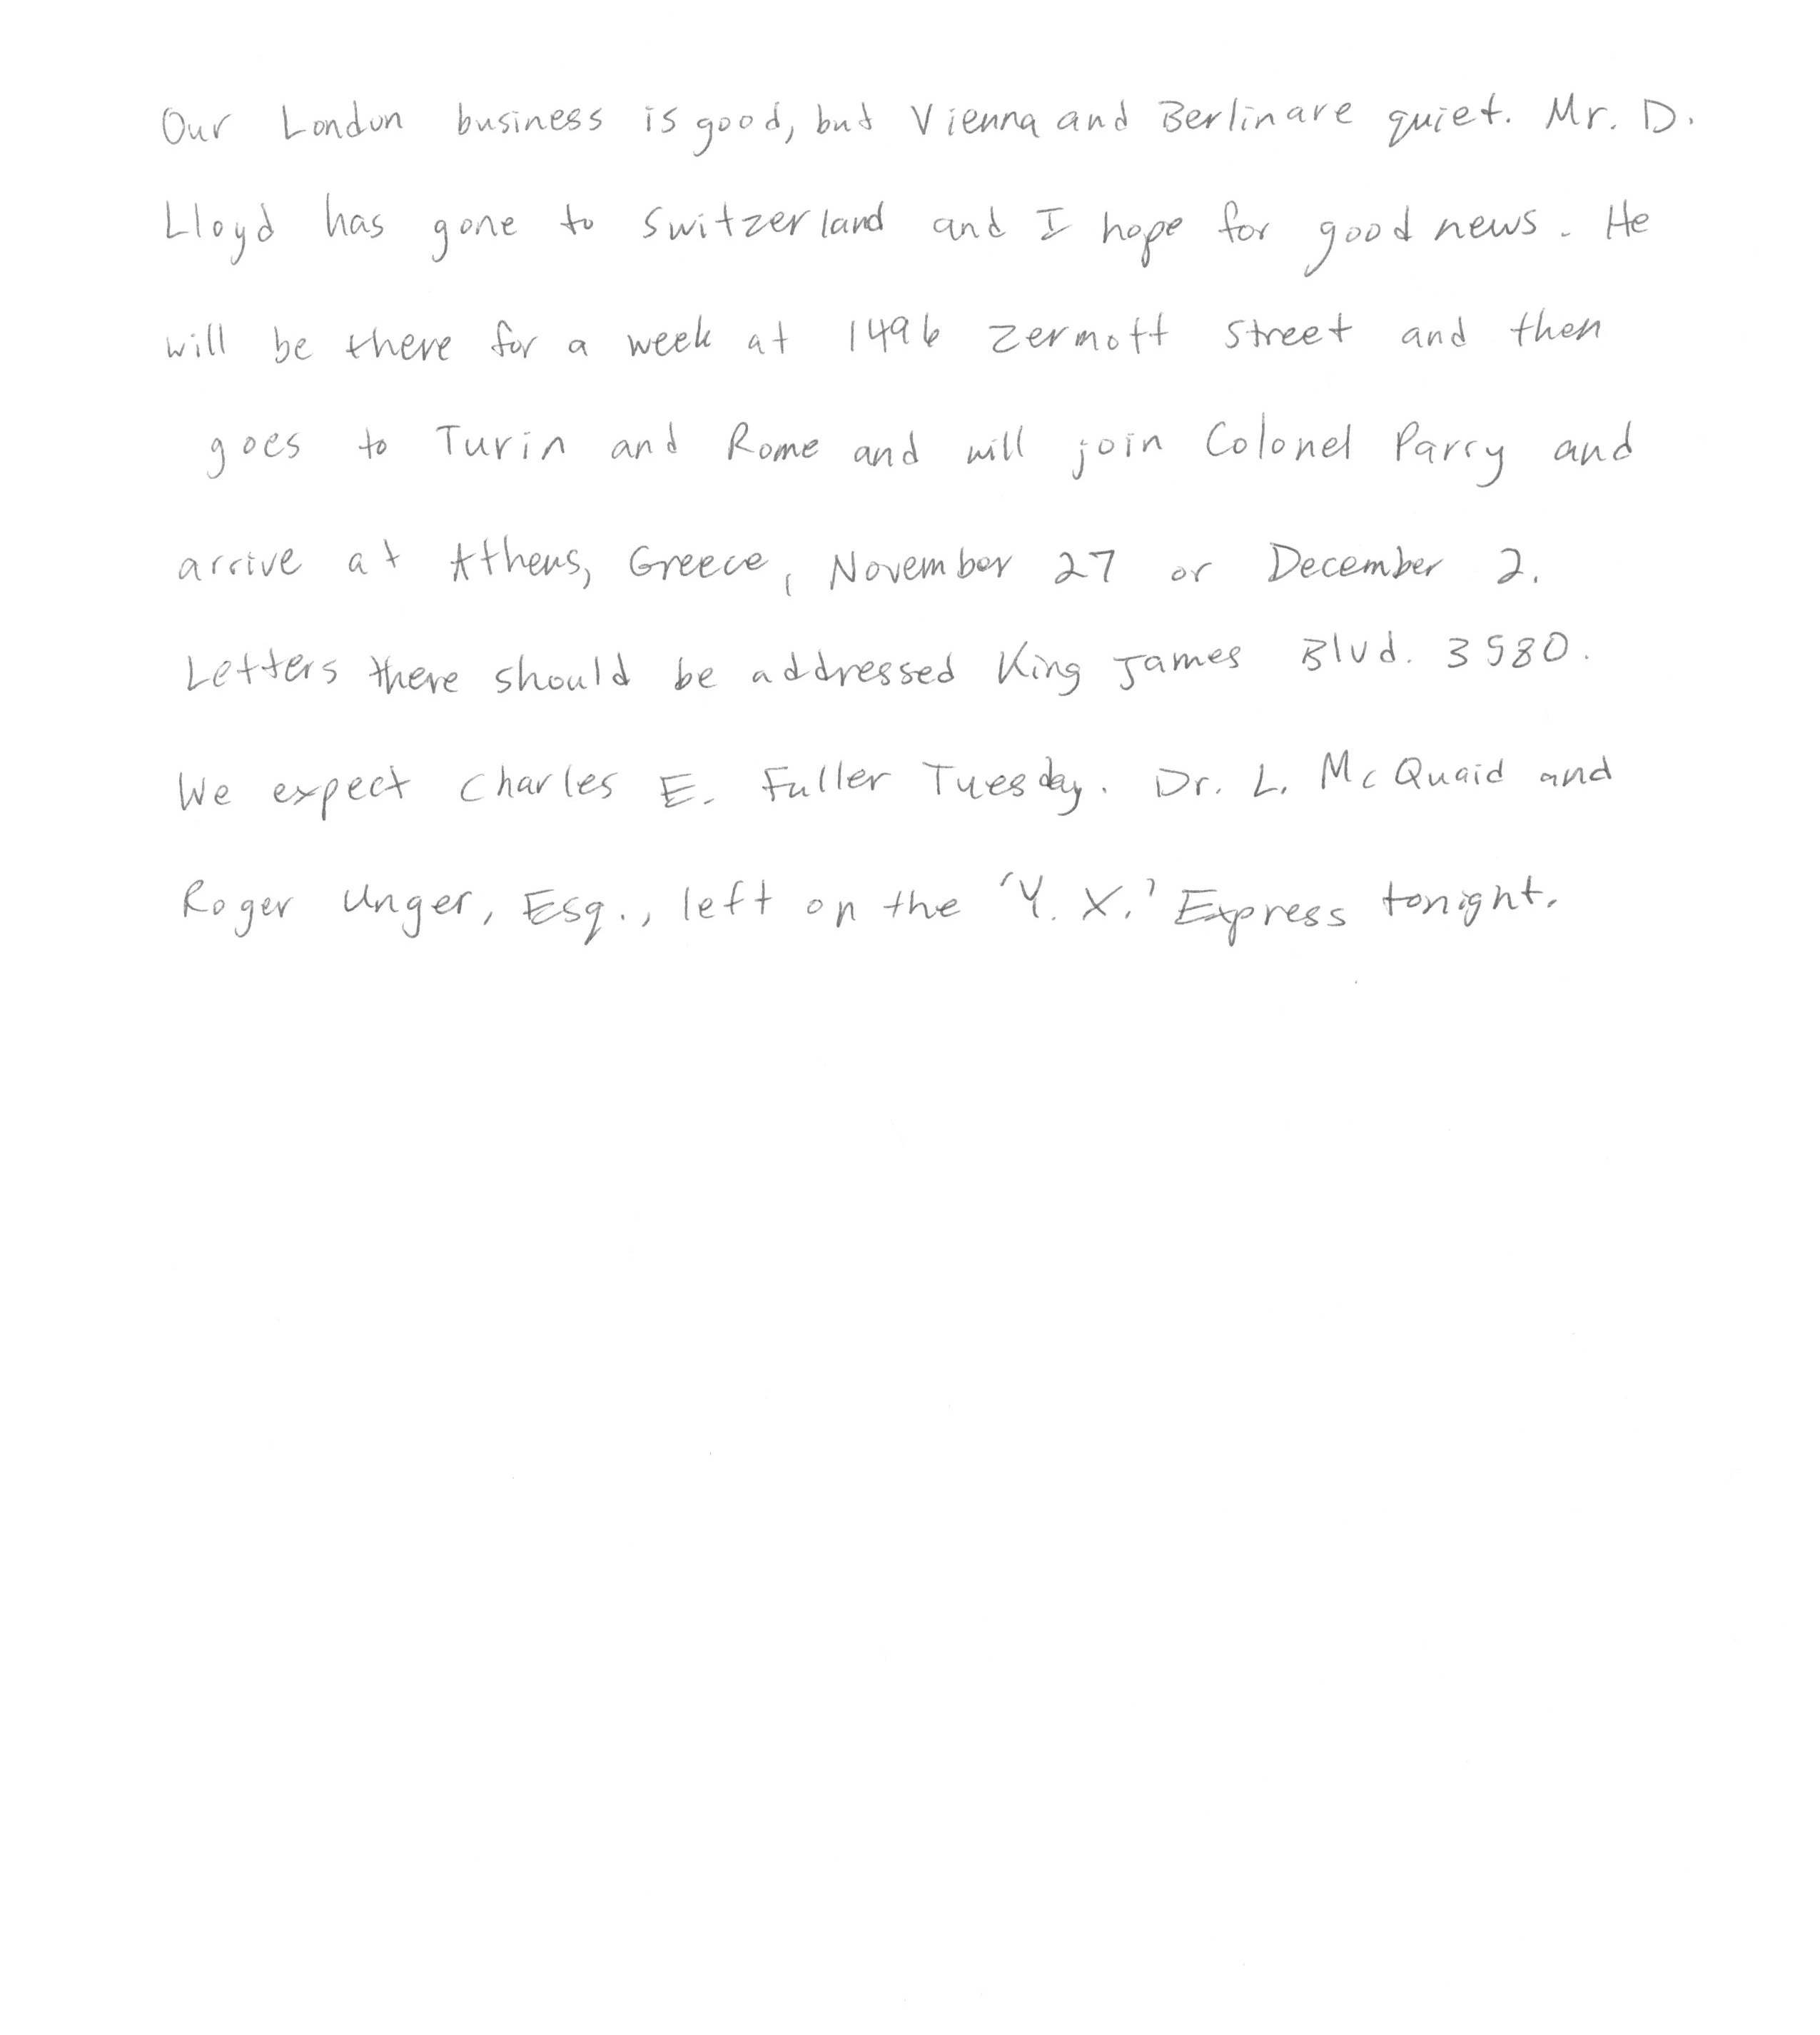 Our London business is good, but Vienna and Berlin are quiet. Mr. D.
Lloyd has gone to Switzerland and I hope for good news. He
will be there for a week at 1496 Zermott Street and then
goes to Turin and Rome and will join Colonel Parry and
arrive at Athens, Greece, November 27 or December 2.
Letters there should be addressed King James Blvd. 3580.
We expect Charles E. Fuller Tuesday. Dr. L. McQuaid and
Roger Unger, Esq., left on the 'Y. X.' Express tonight.